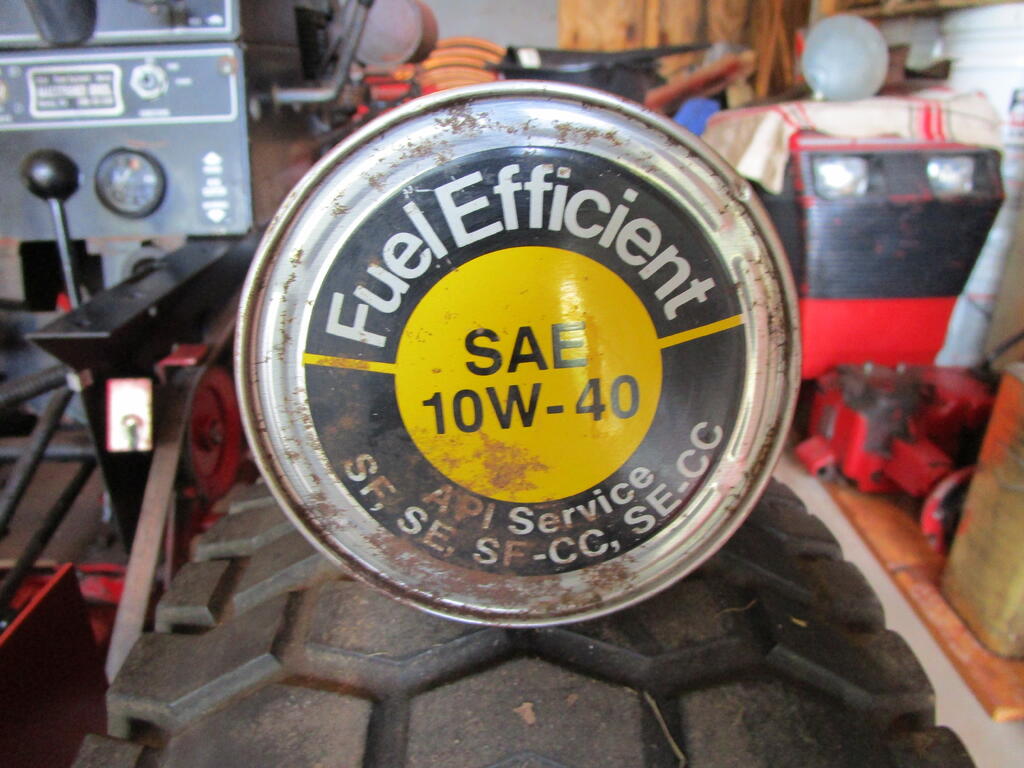 Fuel Efficient
SAE
10W-40
API Service
SF, SE, SF-CC, SE-CC